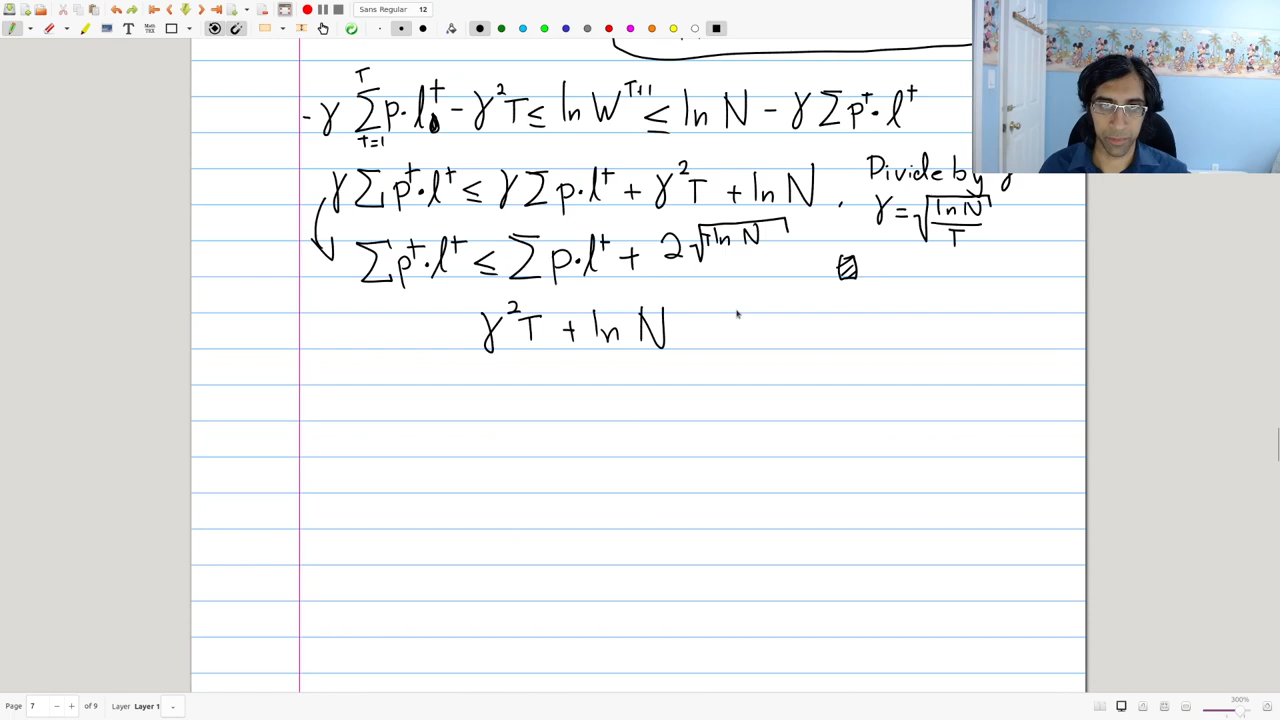 Sans Regular 12
-γ Σ_{T=1}^{T} p·l^t - γ²T ≤ ln W^{T+1} ≤ ln N - γ Σ p^t·l^t
γ Σ p^t·l^t ≤ γ Σ p·l^t + γ²T + ln N , Divide by γ
γ = √(ln N / T)
Σ p^t·l^t ≤ Σ p·l^t + 2√(T ln N)
γ²T + ln N
Page 7 of 9 Layer Layer 1 300%